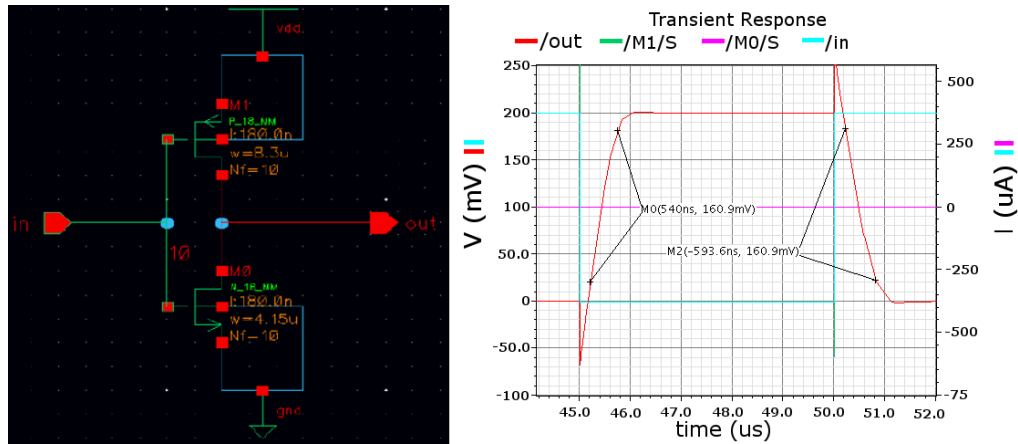 vdd
M1
P_18_NM
l:180.0n
w=8.3u
Nf=10
in
out
10
M0
N_18_NM
l:180.0n
w=4.15u
Nf=10
gnd
Transient Response
/out /M1/S /M0/S /in
V (mV)
250
200
150
100
50.0
0
-50.0
-100
M0(540ns, 160.9mV)
M2(-593.6ns, 160.9mV)
500
250
0
-250
-500
-75
I (uA)
45.0 46.0 47.0 48.0 49.0 50.0 51.0 52.0
time (us)